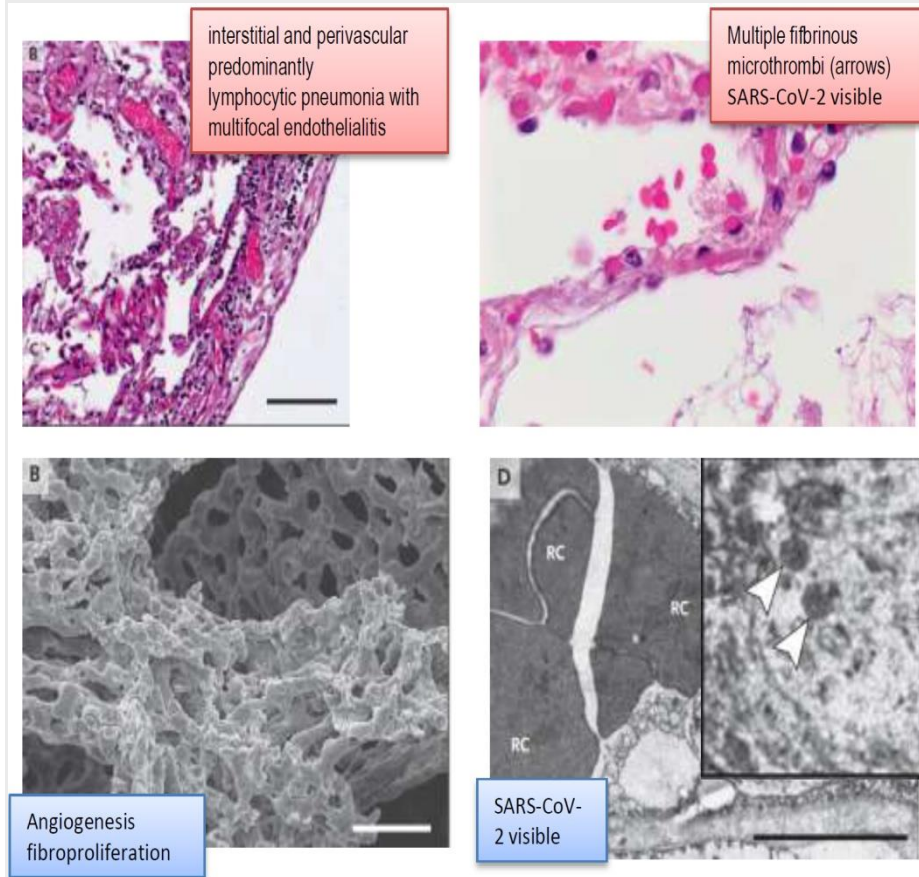 B
interstitial and perivascular
predominantly
lymphocytic pneumonia with
multifocal endothelialitis
Multiple fifbrinous
microthrombi (arrows)
SARS-CoV-2 visible
B
Angiogenesis
fibroproliferation
D
RC
RC
RC
SARS-CoV-
2 visible